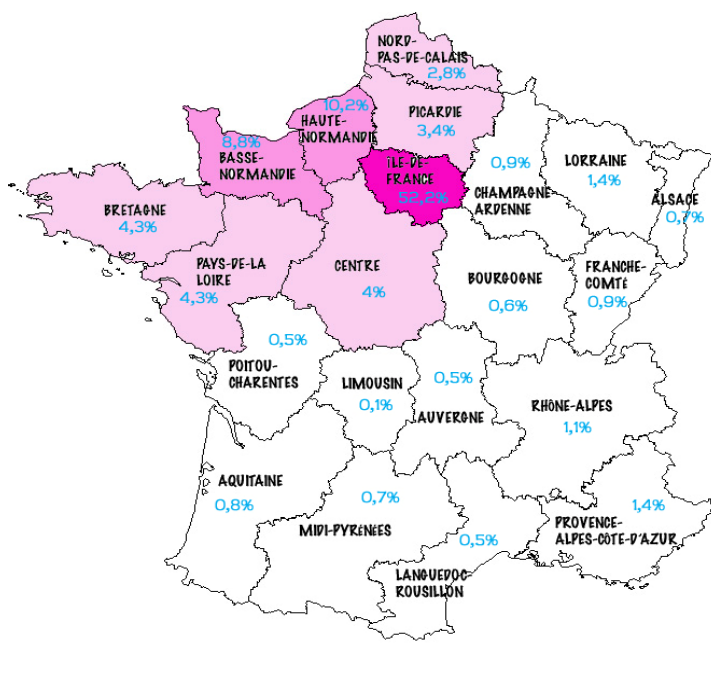 NORD-
PAS-DE-CALAIS
2,8%
10,2%
HAUTE-
NORMANDIE
PICARDIE
3,4%
8,8%
BASSE-
NORMANDIE
ÎLE-DE-
FRANCE
52,2%
0,9%
CHAMPAGNE
ARDENNE
LORRAINE
1,4%
ALSACE
0,7%
BRETAGNE
4,3%
PAYS-DE-LA
LOIRE
4,3%
CENTRE
4%
BOURGOGNE
0,6%
FRANCHE-
COMTÉ
0,9%
0,5%
POITOU-
CHARENTES
LIMOUSIN
0,1%
0,5%
AUVERGNE
RHÔNE-ALPES
1,1%
AQUITAINE
0,8%
0,7%
MIDI-PYRÉNÉES
0,5%
LANGUEDOC-
ROUSILLON
1,4%
PROVENCE-
ALPES-CÔTE-D'AZUR